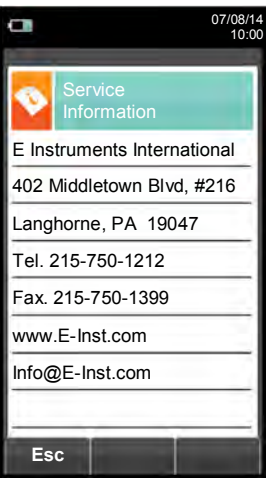 07/08/14
10:00
Service
Information
E Instruments International
402 Middletown Blvd, #216
Langhorne, PA  19047
Tel. 215-750-1212
Fax. 215-750-1399
www.E-Inst.com
Info@E-Inst.com
Esc